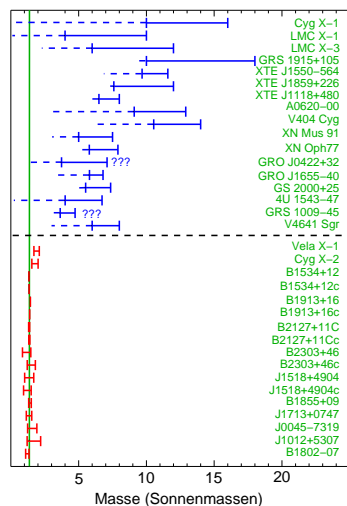 Cyg X−1
LMC X−1
LMC X−3
GRS 1915+105
XTE J1550−564
XTE J1859+226
XTE J1118+480
A0620−00
V404 Cyg
XN Mus 91
XN Oph77
??? GRO J0422+32
GRO J1655−40
GS 2000+25
4U 1543−47
??? GRS 1009−45
V4641 Sgr
Vela X−1
Cyg X−2
B1534+12
B1534+12c
B1913+16
B1913+16c
B2127+11C
B2127+11Cc
B2303+46
B2303+46c
J1518+4904
J1518+4904c
B1855+09
J1713+0747
J0045−7319
J1012+5307
B1802−07
5 10 15 20
Masse (Sonnenmassen)